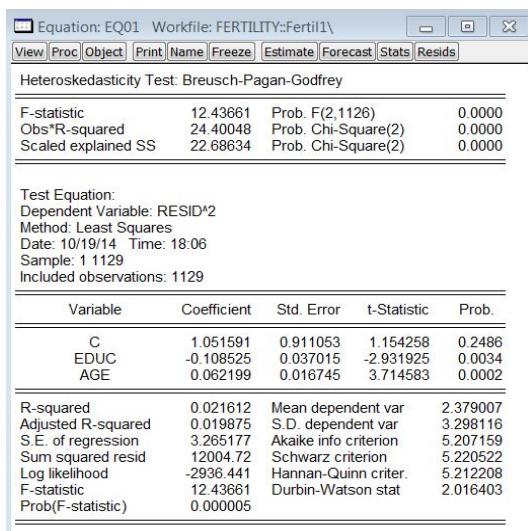 Equation: EQ01 Workfile: FERTILITY::Fertil1\
View Proc Object Print Name Freeze Estimate Forecast Stats Resids
Heteroskedasticity Test: Breusch-Pagan-Godfrey
F-statistic 12.43661 Prob. F(2,1126) 0.0000
Obs*R-squared 24.40048 Prob. Chi-Square(2) 0.0000
Scaled explained SS 22.68634 Prob. Chi-Square(2) 0.0000
Test Equation:
Dependent Variable: RESID^2
Method: Least Squares
Date: 10/19/14 Time: 18:06
Sample: 1 1129
Included observations: 1129
Variable Coefficient Std. Error t-Statistic Prob.
C 1.051591 0.911053 1.154258 0.2486
EDUC -0.108525 0.037015 -2.931925 0.0034
AGE 0.062199 0.016745 3.714583 0.0002
R-squared 0.021612 Mean dependent var 2.379007
Adjusted R-squared 0.019875 S.D. dependent var 3.298116
S.E. of regression 3.265177 Akaike info criterion 5.207159
Sum squared resid 12004.72 Schwarz criterion 5.220522
Log likelihood -2936.441 Hannan-Quinn criter. 5.212208
F-statistic 12.43661 Durbin-Watson stat 2.016403
Prob(F-statistic) 0.000005